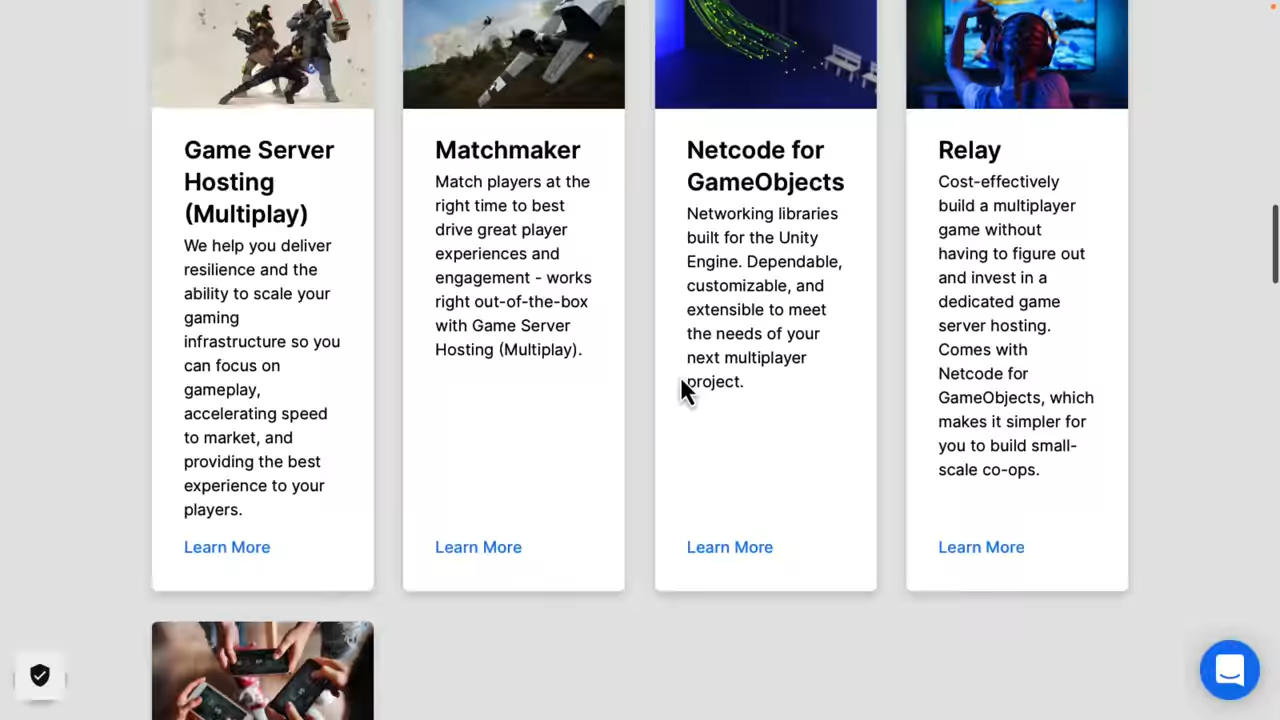 Game Server
Hosting
(Multiplay)
We help you deliver
resilience and the
ability to scale your
gaming
infrastructure so you
can focus on
gameplay,
accelerating speed
to market, and
providing the best
experience to your
players.
Learn More
Matchmaker
Match players at the
right time to best
drive great player
experiences and
engagement - works
right out-of-the-box
with Game Server
Hosting (Multiplay).
Learn More
Netcode for
GameObjects
Networking libraries
built for the Unity
Engine. Dependable,
customizable, and
extensible to meet
the needs of your
next multiplayer
project.
Learn More
Relay
Cost-effectively
build a multiplayer
game without
having to figure out
and invest in a
dedicated game
server hosting.
Comes with
Netcode for
GameObjects, which
makes it simpler for
you to build small-
scale co-ops.
Learn More